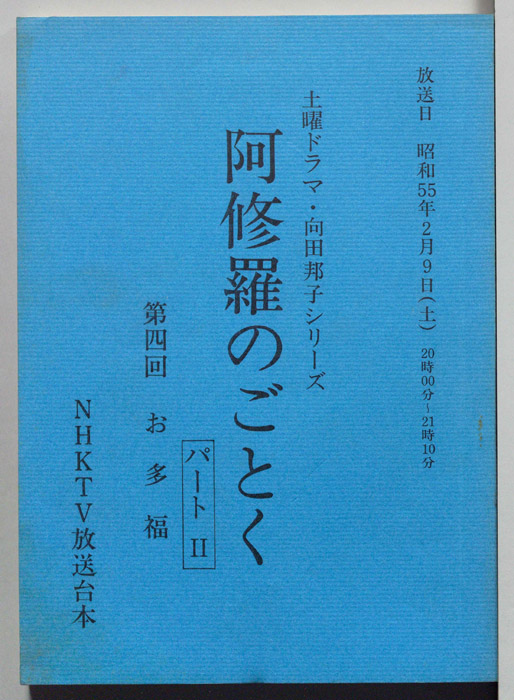 放送日　昭和55年2月9日(土)　20時00分～21時10分
土曜ドラマ・向田邦子シリーズ
阿修羅のごとく
パートⅡ
第四回　お多福
NHKTV放送台本